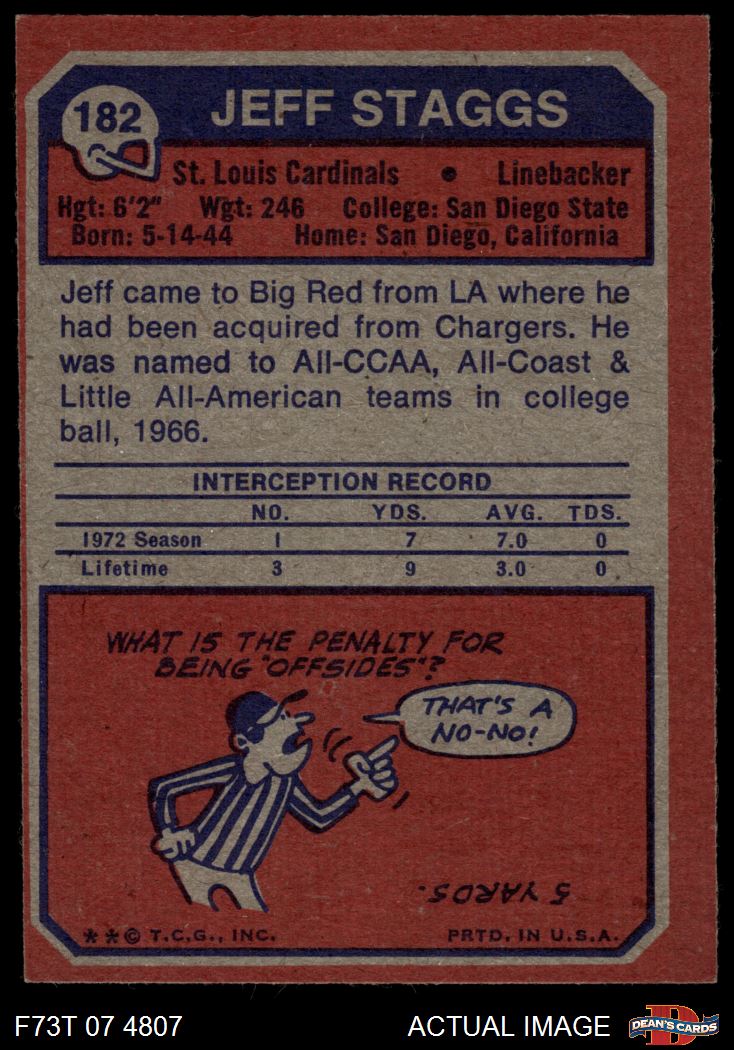 182
JEFF STAGGS
St. Louis Cardinals • Linebacker
Hgt: 6'2" Wgt: 246 College: San Diego State
Born: 5-14-44 Home: San Diego, California
Jeff came to Big Red from LA where he
had been acquired from Chargers. He
was named to All-CCAA, All-Coast &
Little All-American teams in college
ball, 1966.
INTERCEPTION RECORD
NO. YDS. AVG. TDS.
1972 Season 1 7 7.0 0
Lifetime 3 9 3.0 0
WHAT IS THE PENALTY FOR
BEING "OFFSIDES"?
THAT'S A
NO-NO!
5 YARDS.
**© T.C.G., INC. PRTD. IN U.S.A.
F73T 07 4807 ACTUAL IMAGE
D
DEAN'S CARDS